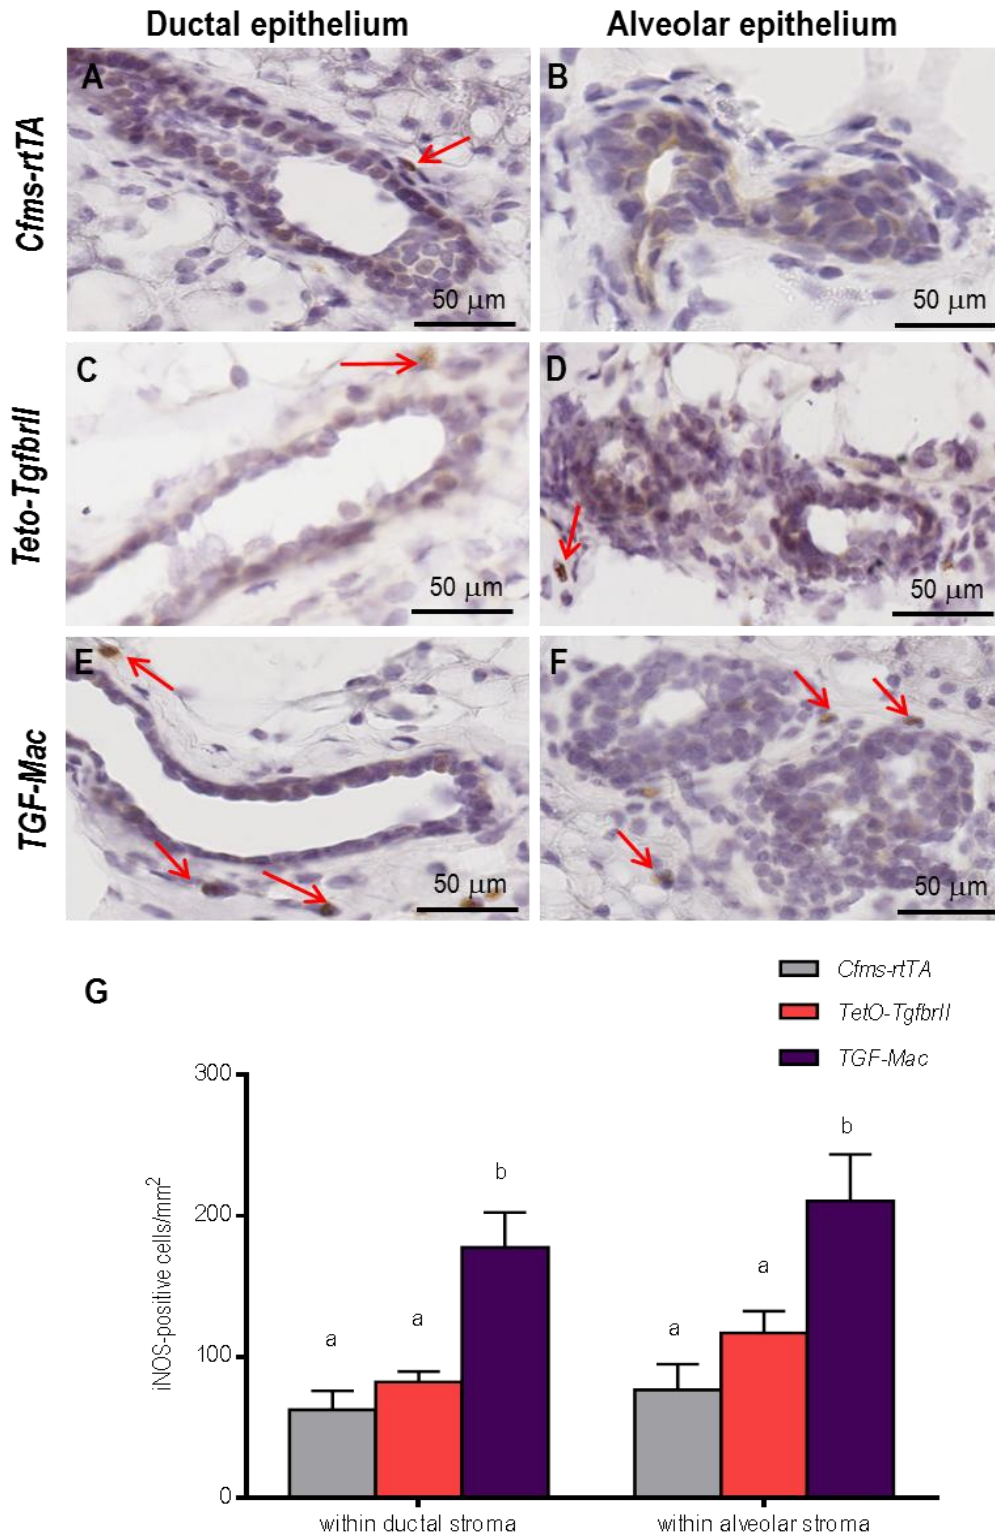 Ductal epithelium
Alveolar epithelium
Cfms-rtTA
A
50 μm
B
50 μm
Teto-TgfbrII
C
50 μm
D
50 μm
TGF-Mac
E
50 μm
F
50 μm
G
Cfms-rtTA
TetO-TgfbrII
TGF-Mac
iNOS-positive cells/mm²
300
200
100
0
a
a
b
a
a
b
within ductal stroma
within alveolar stroma